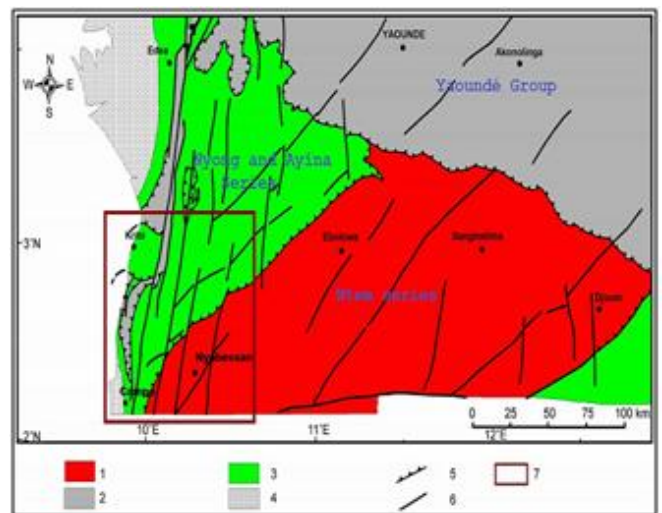 YAOUNDE
Edea
Akonolinga
N
W E
S
Yaoundé Group
Nyong and Ayina
Series
3°N
Kribi
Ebolowa
Sangmelima
Ntem series
Djoum
Nyabessan
Campo
0 25 50 75 100 km
2°N
10°E
11°E
12°E
1
3
5
7
2
4
6